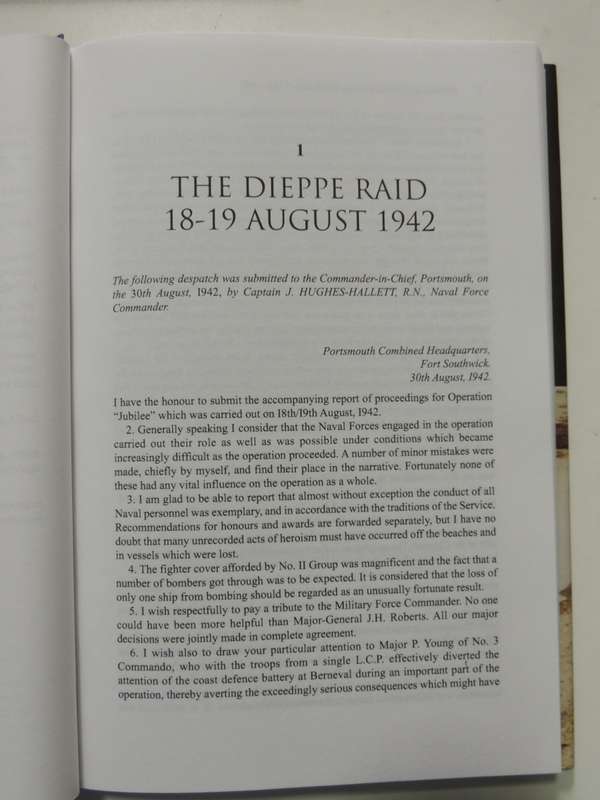 1
THE DIEPPE RAID
18-19 AUGUST 1942
The following despatch was submitted to the Commander-in-Chief, Portsmouth, on
the 30th August, 1942, by Captain J. HUGHES-HALLETT, R.N., Naval Force
Commander.
Portsmouth Combined Headquarters,
Fort Southwick.
30th August, 1942.
I have the honour to submit the accompanying report of proceedings for Operation
“Jubilee” which was carried out on 18th/19th August, 1942.
2. Generally speaking I consider that the Naval Forces engaged in the operation
carried out their role as well as was possible under conditions which became
increasingly difficult as the operation proceeded. A number of minor mistakes were
made, chiefly by myself, and find their place in the narrative. Fortunately none of
these had any vital influence on the operation as a whole.
3. I am glad to be able to report that almost without exception the conduct of all
Naval personnel was exemplary, and in accordance with the traditions of the Service.
Recommendations for honours and awards are forwarded separately, but I have no
doubt that many unrecorded acts of heroism must have occurred off the beaches and
in vessels which were lost.
4. The fighter cover afforded by No. II Group was magnificent and the fact that a
number of bombers got through was to be expected. It is considered that the loss of
only one ship from bombing should be regarded as an unusually fortunate result.
5. I wish respectfully to pay a tribute to the Military Force Commander. No one
could have been more helpful than Major-General J.H. Roberts. All our major
decisions were jointly made in complete agreement.
6. I wish also to draw your particular attention to Major P. Young of No. 3
Commando, who with the troops from a single L.C.P. effectively diverted the
attention of the coast defence battery at Berneval during an important part of the
operation, thereby averting the exceedingly serious consequences which might have